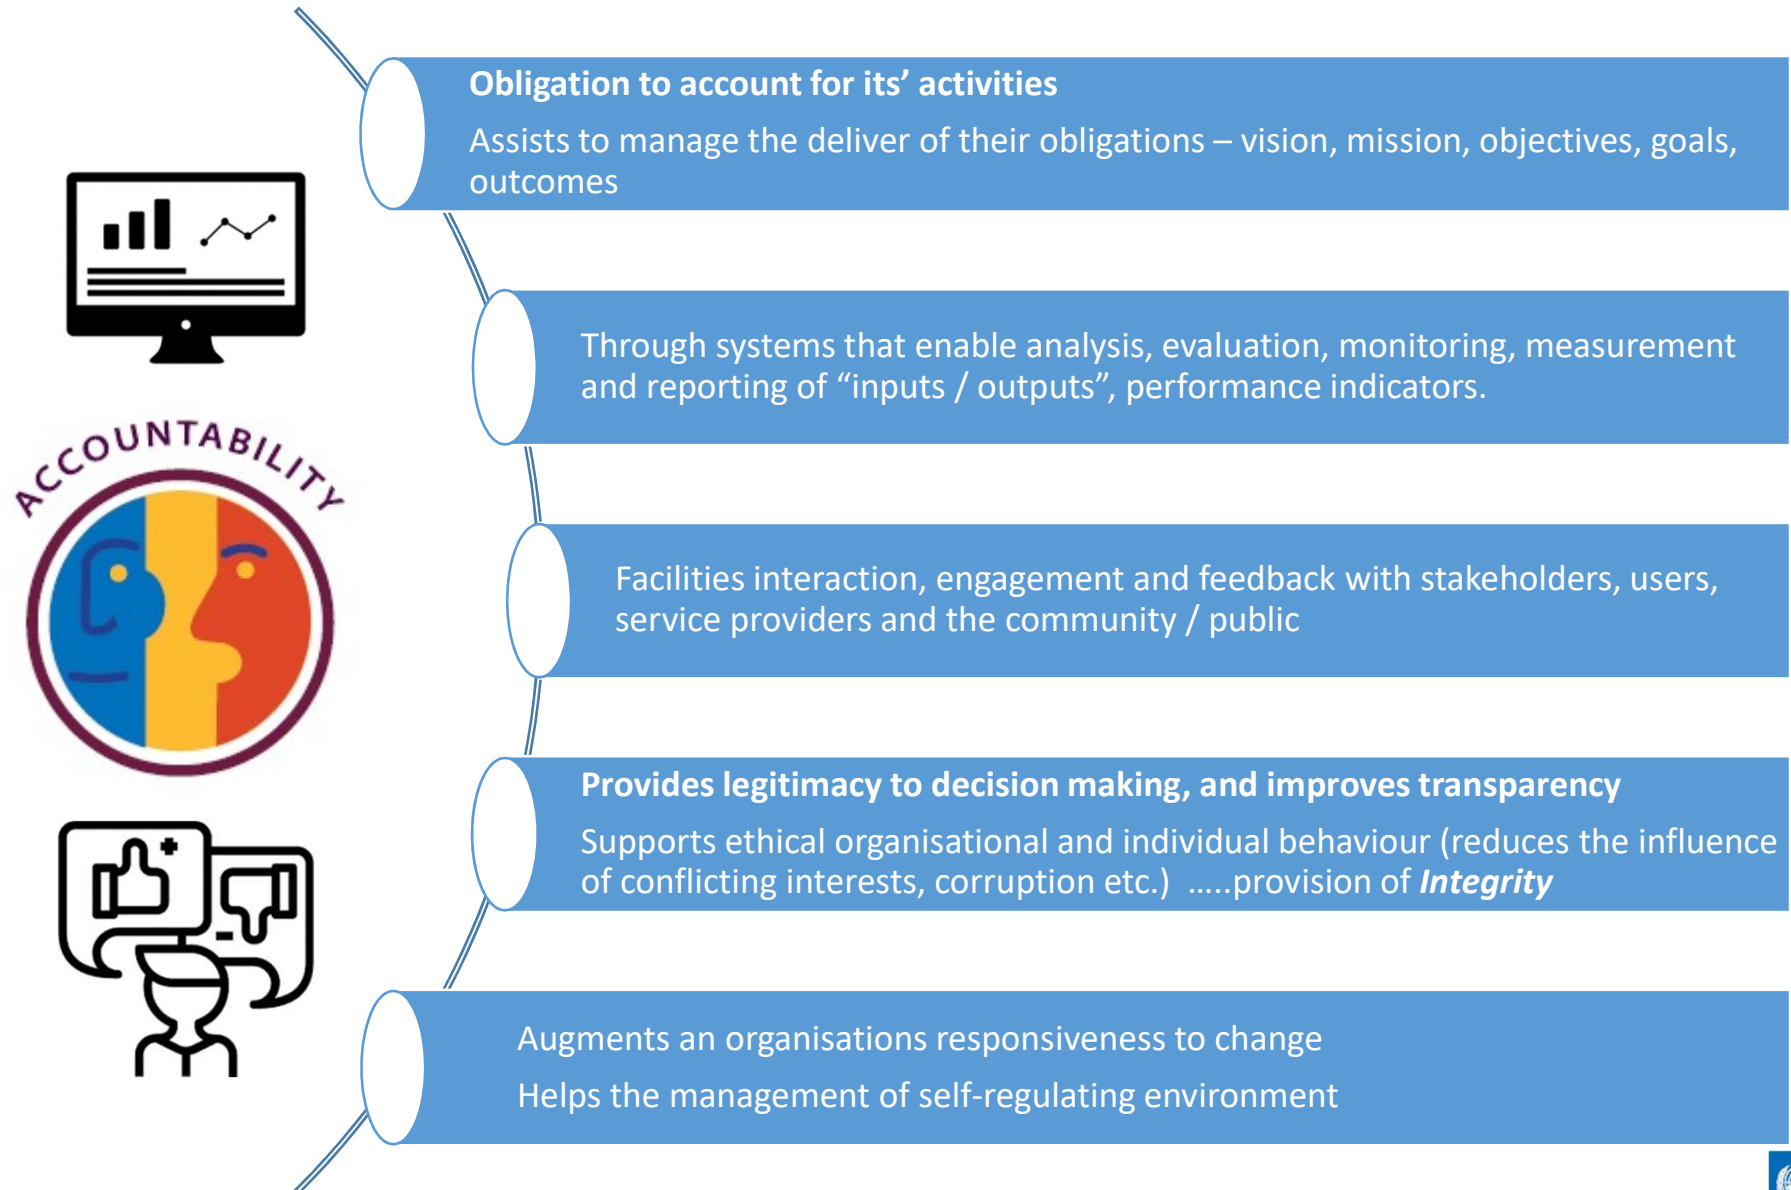 Obligation to account for its’ activities
Assists to manage the deliver of their obligations – vision, mission, objectives, goals,
outcomes
Through systems that enable analysis, evaluation, monitoring, measurement
and reporting of “inputs / outputs”, performance indicators.
ACCOUNTABILITY
Facilities interaction, engagement and feedback with stakeholders, users,
service providers and the community / public
Provides legitimacy to decision making, and improves transparency
Supports ethical organisational and individual behaviour (reduces the influence
of conflicting interests, corruption etc.) …..provision of Integrity
Augments an organisations responsiveness to change
Helps the management of self-regulating environment